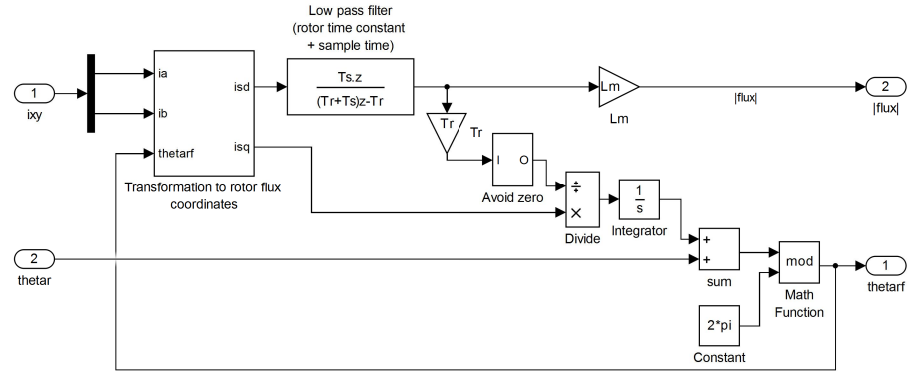 Low pass filter
(rotor time constant
+ sample time)
1
ixy
ia
ib
thetarf
isd
isq
Transformation to rotor flux
coordinates
Ts.z
(Tr+Ts)z-Tr
Tr
Tr
Lm
Lm
|flux|
2
|flux|
I
O
Avoid zero
÷
×
Divide
1
s
Integrator
2
thetar
+
+
sum
mod
Math
Function
2*pi
Constant
1
thetarf